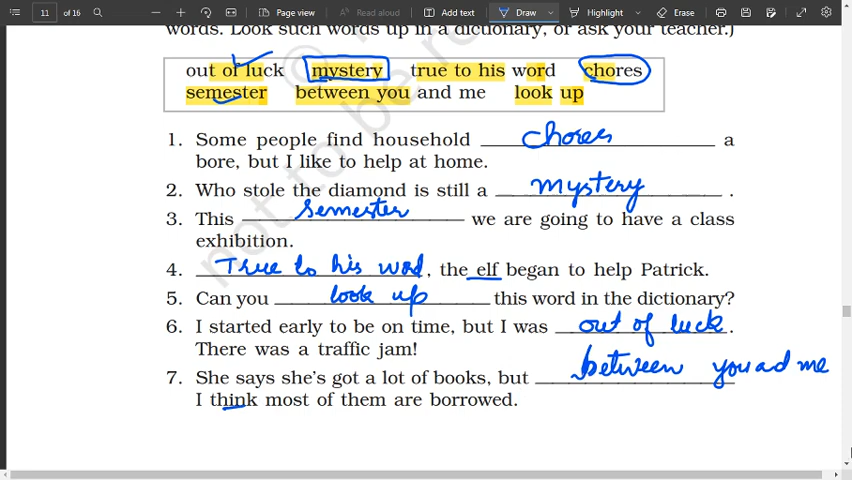 11 of 16 Page view Read aloud Add text Draw Highlight Erase
words. Look such words up in a dictionary, or ask your teacher.)
out of luck mystery true to his word chores
semester between you and me look up
1. Some people find household chores a
bore, but I like to help at home.
2. Who stole the diamond is still a mystery .
3. This semester we are going to have a class
exhibition.
4. True to his word, the elf began to help Patrick.
5. Can you look up this word in the dictionary?
6. I started early to be on time, but I was out of luck.
There was a traffic jam!
7. She says she's got a lot of books, but between you and me
I think most of them are borrowed.
not to be re